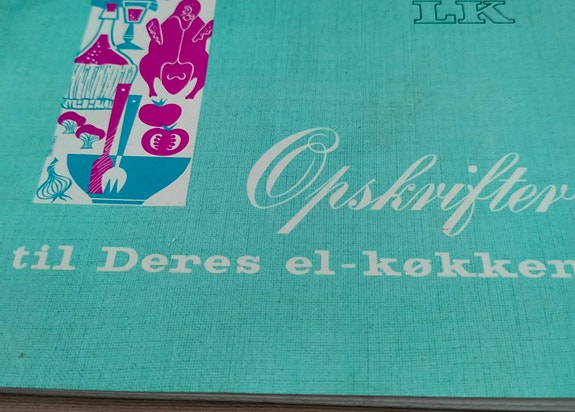 LK
Opskrifter
til Deres el-køkken